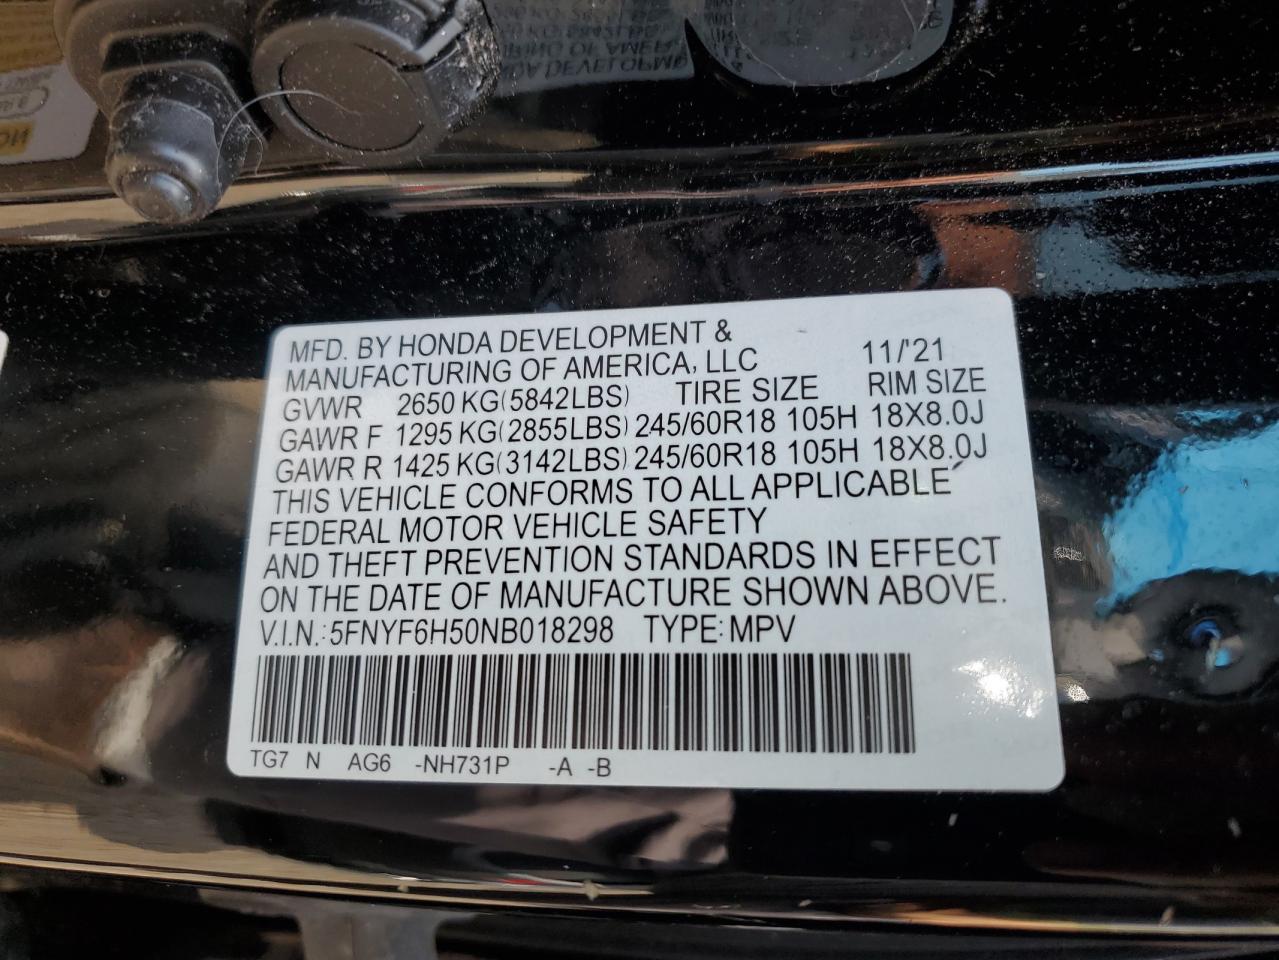 MFD. BY HONDA DEVELOPMENT &
MANUFACTURING OF AMERICA, LLC 11/'21
GVWR 2650 KG(5842LBS) TIRE SIZE RIM SIZE
GAWR F 1295 KG(2855LBS) 245/60R18 105H 18X8.0J
GAWR R 1425 KG(3142LBS) 245/60R18 105H 18X8.0J
THIS VEHICLE CONFORMS TO ALL APPLICABLE
FEDERAL MOTOR VEHICLE SAFETY
AND THEFT PREVENTION STANDARDS IN EFFECT
ON THE DATE OF MANUFACTURE SHOWN ABOVE.
V.I.N.:5FNYF6H50NB018298 TYPE:MPV
TG7 N AG6 -NH731P -A -B